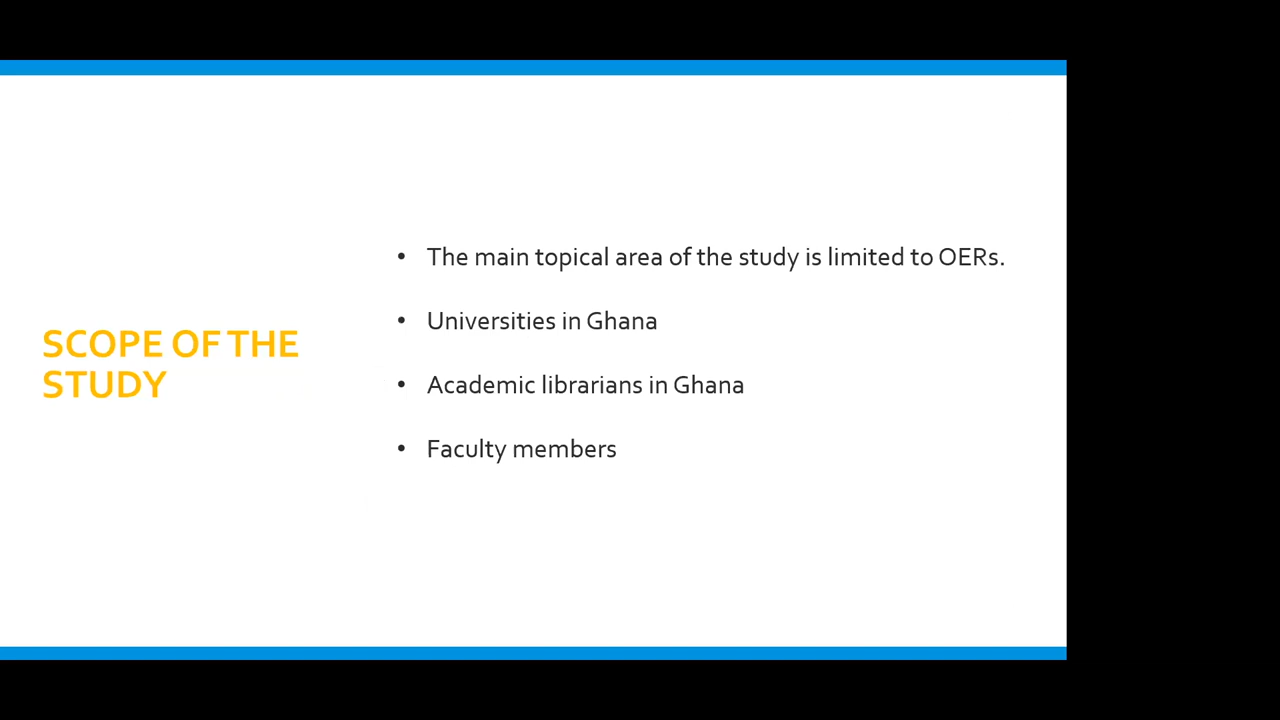 SCOPE OF THE
STUDY
• The main topical area of the study is limited to OERs.
• Universities in Ghana
• Academic librarians in Ghana
• Faculty members